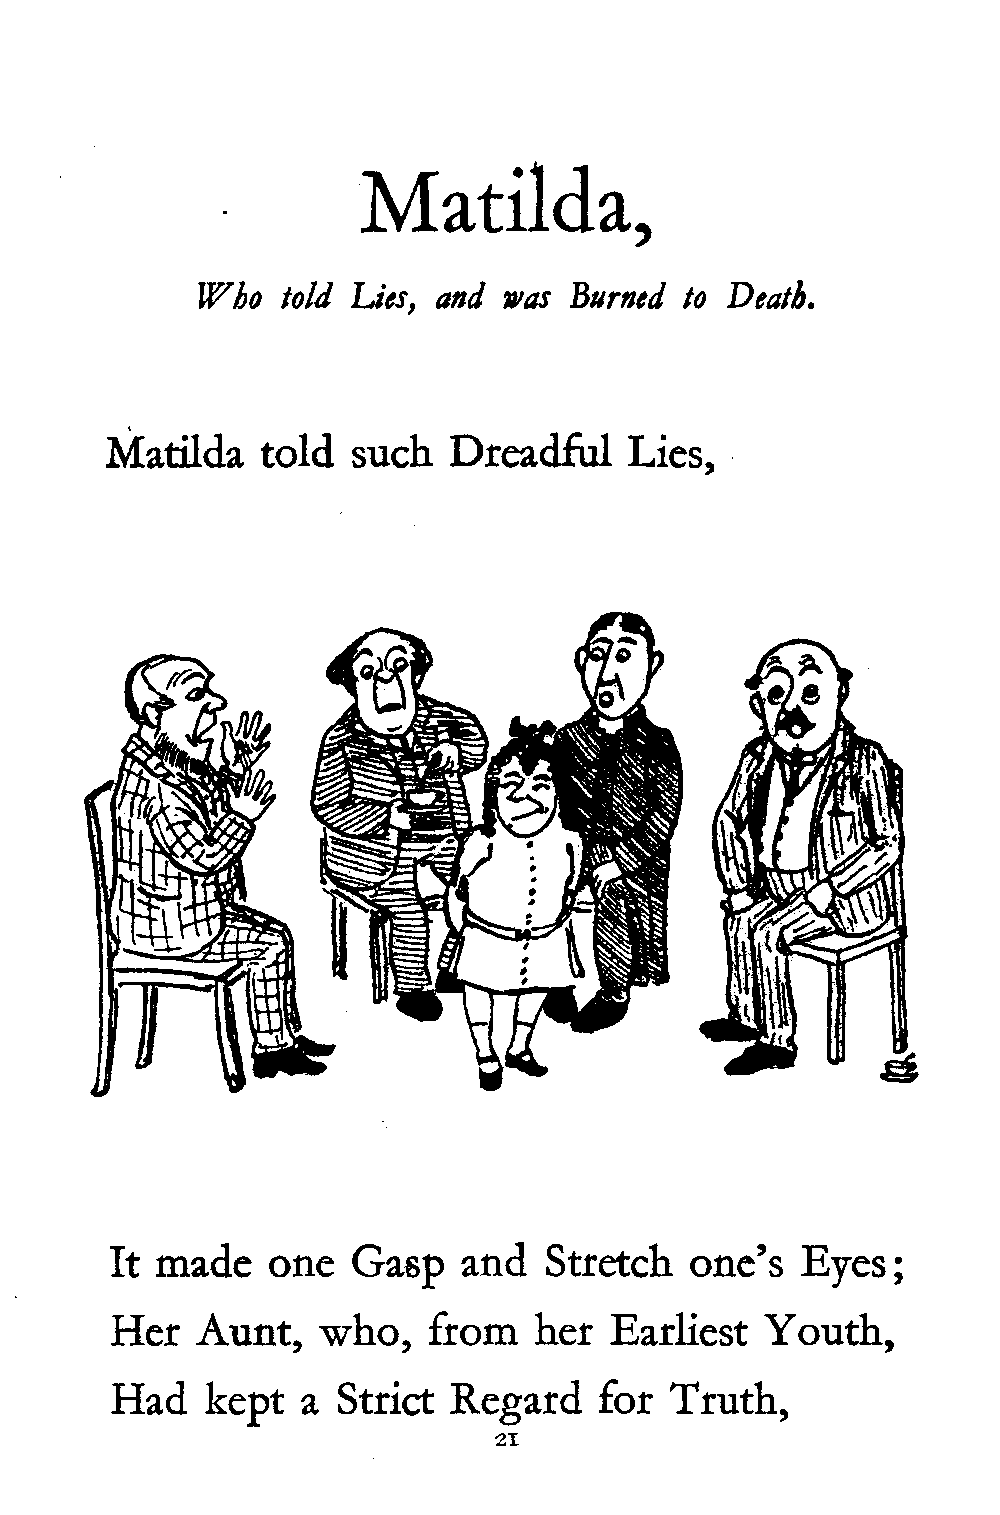 Matilda,
Who told Lies, and was Burned to Death.
Matilda told such Dreadful Lies,
It made one Gasp and Stretch one's Eyes;
Her Aunt, who, from her Earliest Youth,
Had kept a Strict Regard for Truth,
21